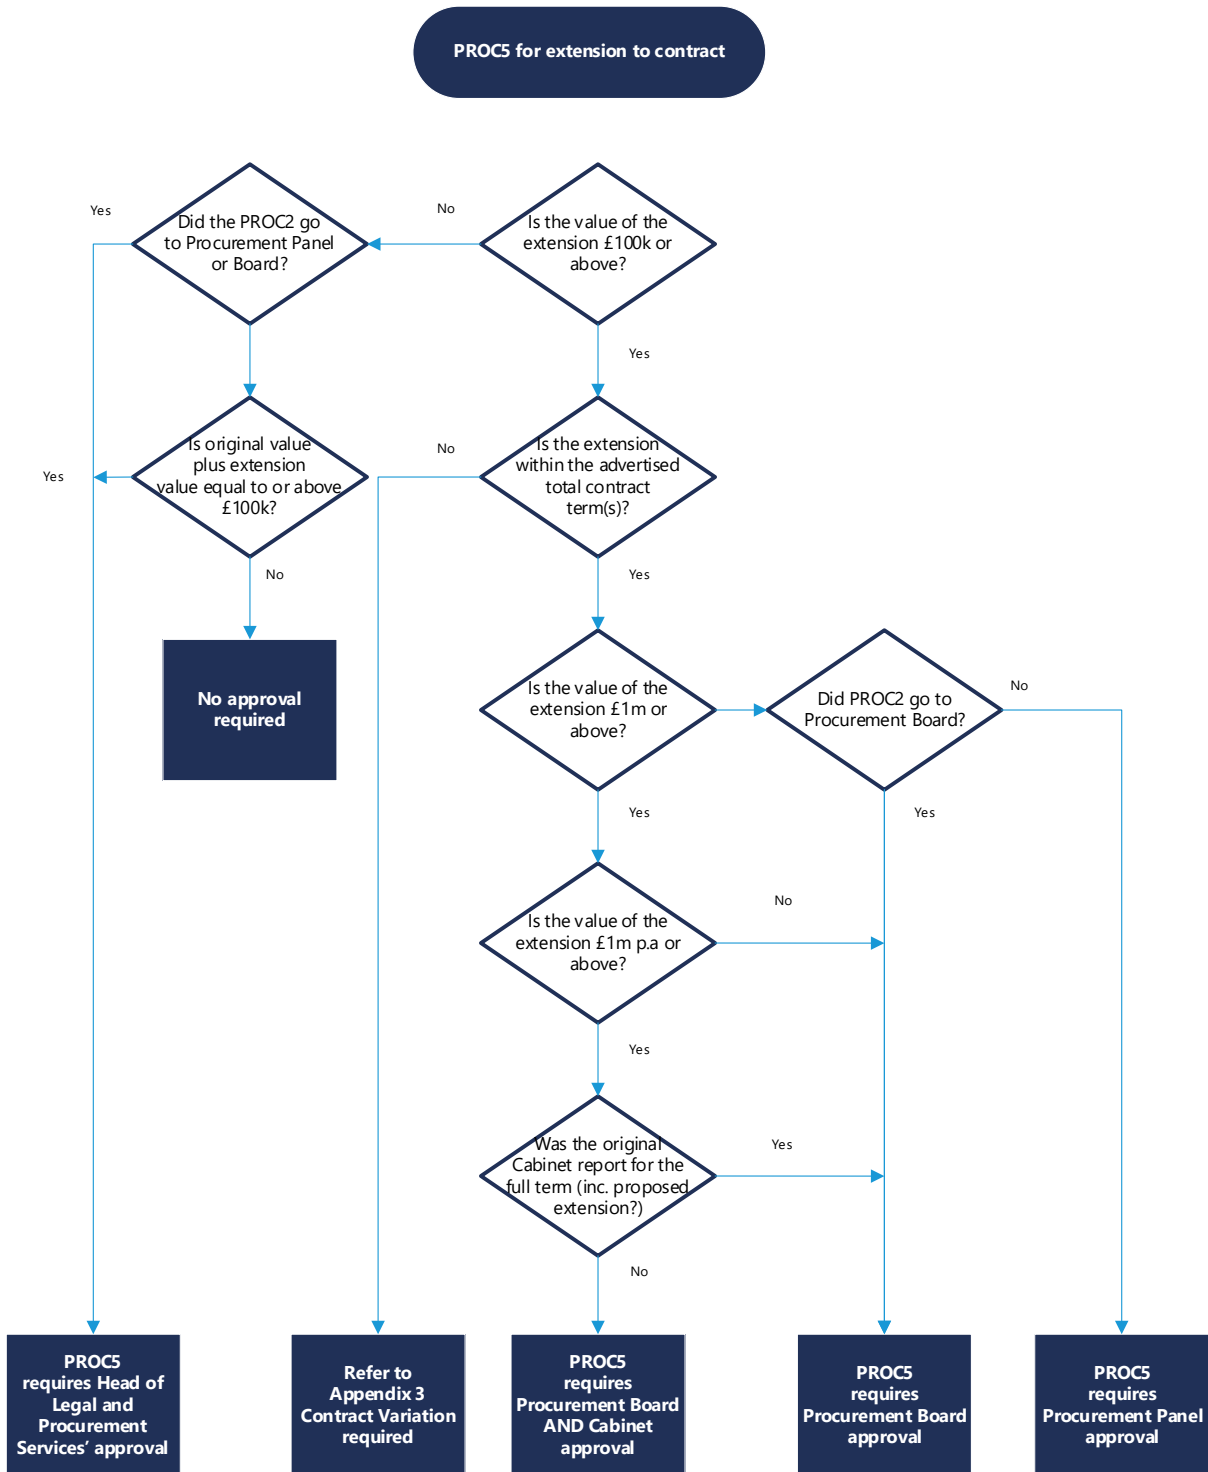 PROC5 for extension to contract
Yes
Did the PROC2 go
to Procurement Panel
or Board?
No
Is the value of the
extension £100k or
above?
Yes
Yes
Is original value
plus extension
value equal to or above
£100k?
No
Is the extension
within the advertised
total contract
term(s)?
No
Yes
No approval
required
Is the value of the
extension £1m or
above?
Did PROC2 go to
Procurement Board?
No
Yes
Yes
Is the value of the
extension £1m p.a or
above?
No
Yes
Was the original
Cabinet report for the
full term (inc. proposed
extension?)
Yes
No
PROC5
requires Head of
Legal and
Procurement
Services’ approval
Refer to
Appendix 3
Contract Variation
required
PROC5
requires
Procurement Board
AND Cabinet
approval
PROC5
requires
Procurement Board
approval
PROC5
requires
Procurement Panel
approval